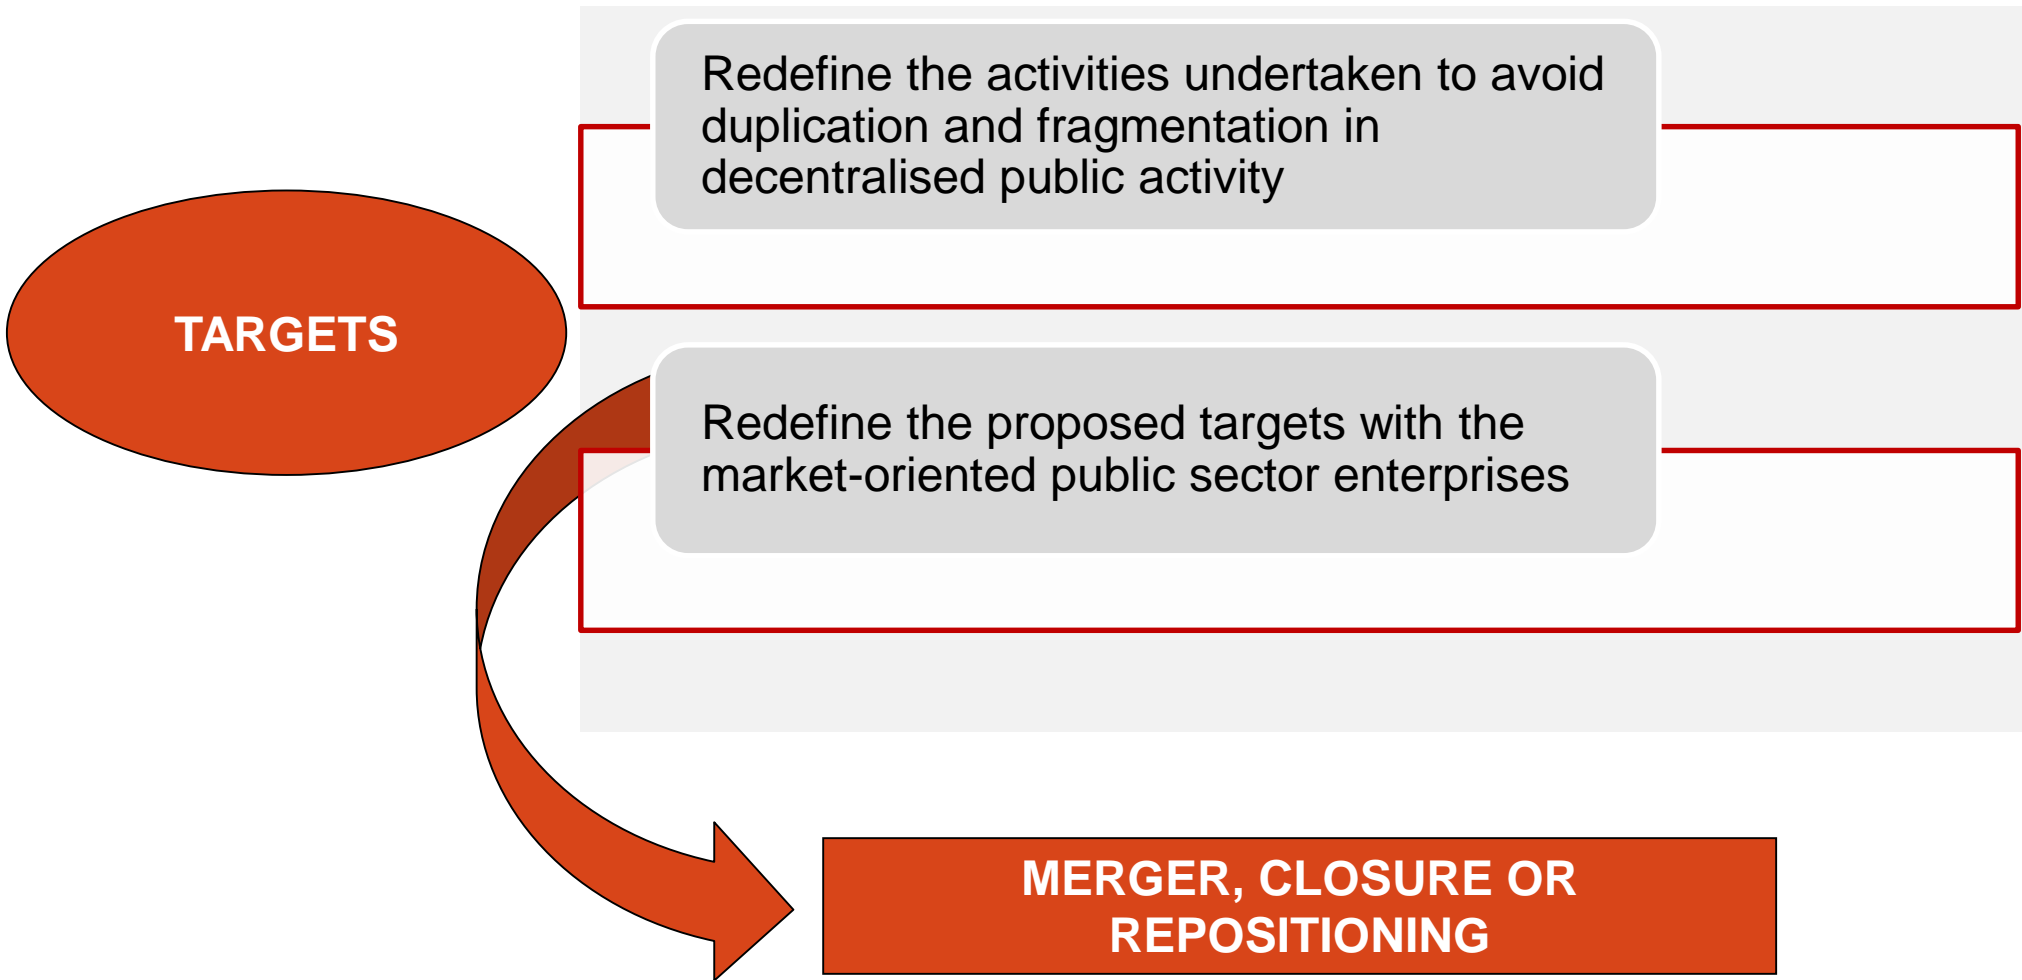 Redefine the activities undertaken to avoid
duplication and fragmentation in
decentralised public activity
TARGETS
Redefine the proposed targets with the
market-oriented public sector enterprises
MERGER, CLOSURE OR
REPOSITIONING